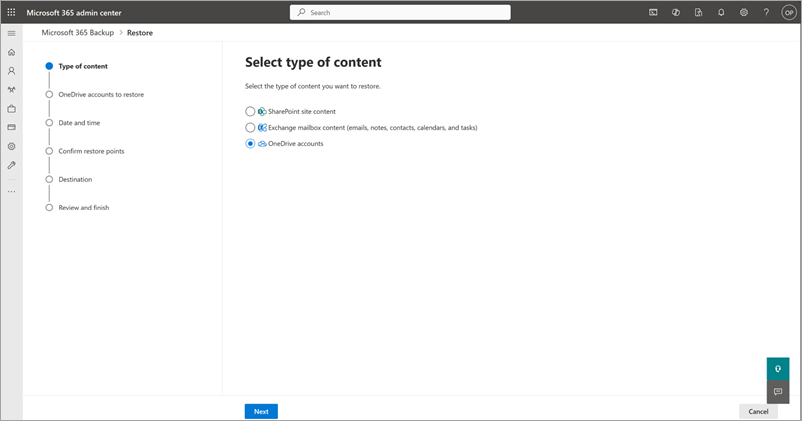 Microsoft 365 admin center
Search
OP
Microsoft 365 Backup > Restore
Type of content
OneDrive accounts to restore
Date and time
Confirm restore points
Destination
Review and finish
Select type of content
Select the type of content you want to restore.
SharePoint site content
Exchange mailbox content (emails, notes, contacts, calendars, and tasks)
OneDrive accounts
Next
Cancel